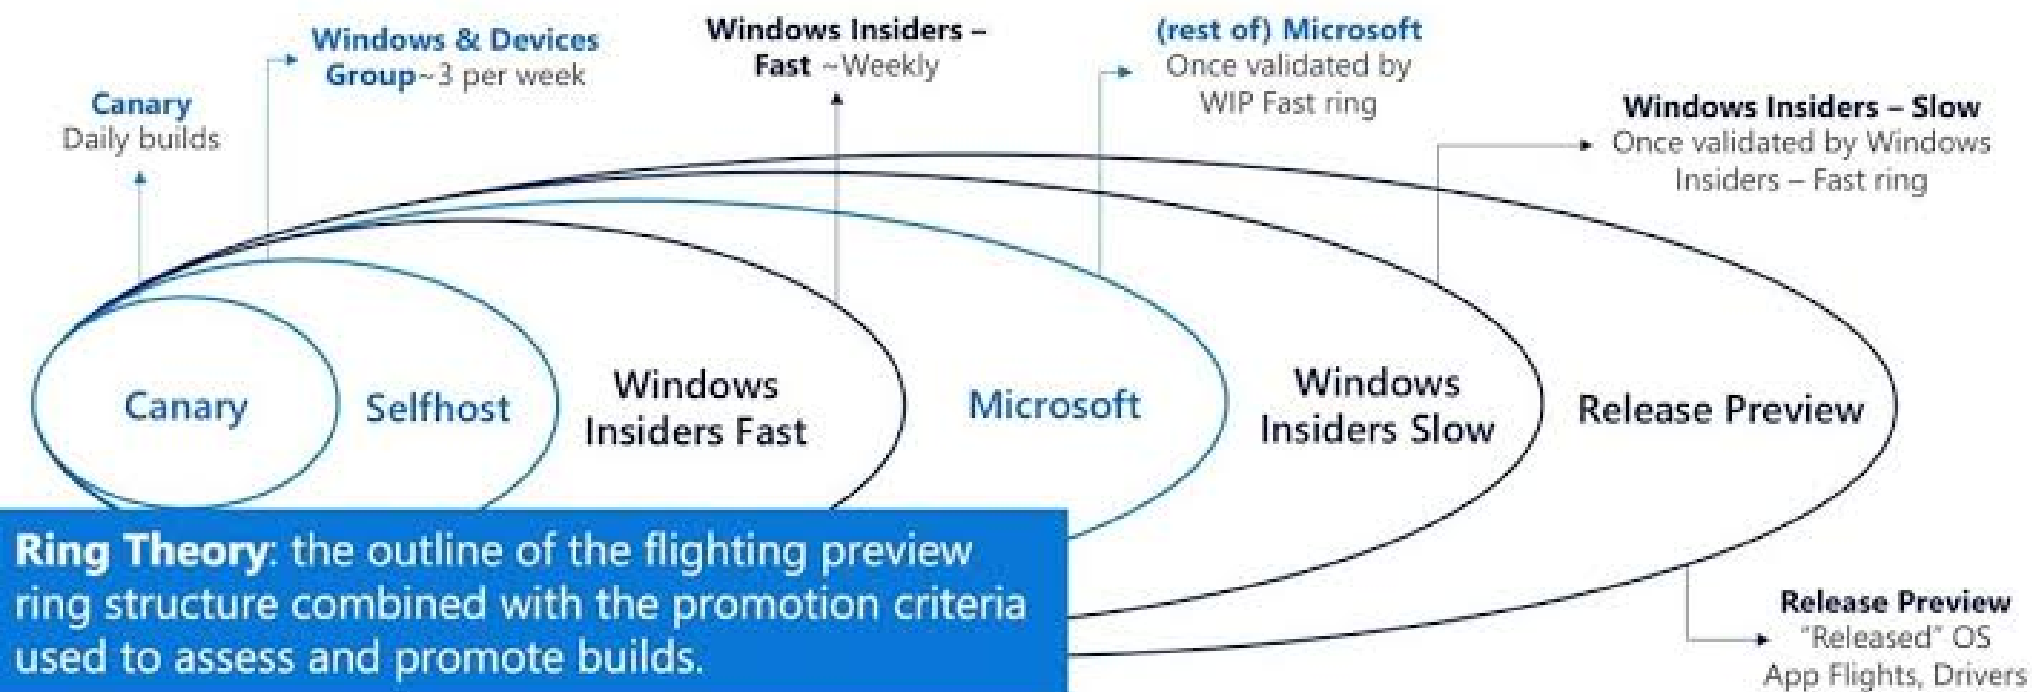 Canary
Daily builds
Windows & Devices
Group~3 per week
Windows Insiders –
Fast ~Weekly
(rest of) Microsoft
Once validated by
WIP Fast ring
Windows Insiders – Slow
Once validated by Windows
Insiders – Fast ring
Canary
Selfhost
Windows
Insiders Fast
Microsoft
Windows
Insiders Slow
Release Preview
Ring Theory: the outline of the flighting preview
ring structure combined with the promotion criteria
used to assess and promote builds.
Release Preview
"Released" OS
App Flights, Drivers